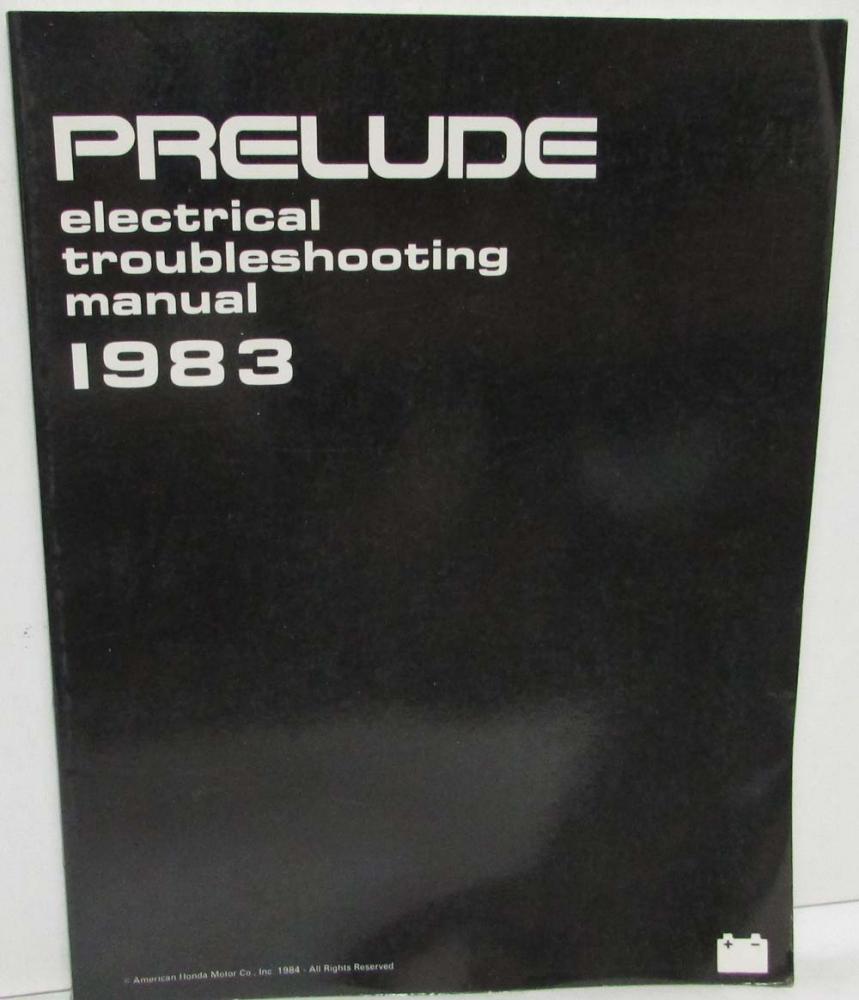 PRELUDE
electrical
troubleshooting
manual
1983
© American Honda Motor Co., Inc. 1984 - All Rights Reserved
+ −